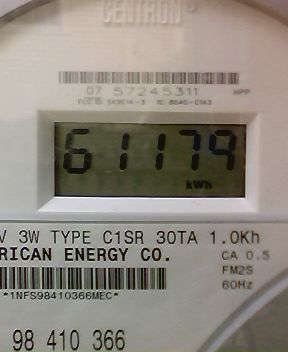 CENTRON®
07 57245311 HPP
61179
kWh
V 3W TYPE C1SR 30TA 1.0Kh
RICAN ENERGY CO. CA 0.5
FM2S
*1NFS98410366MEC* 60Hz
98 410 366